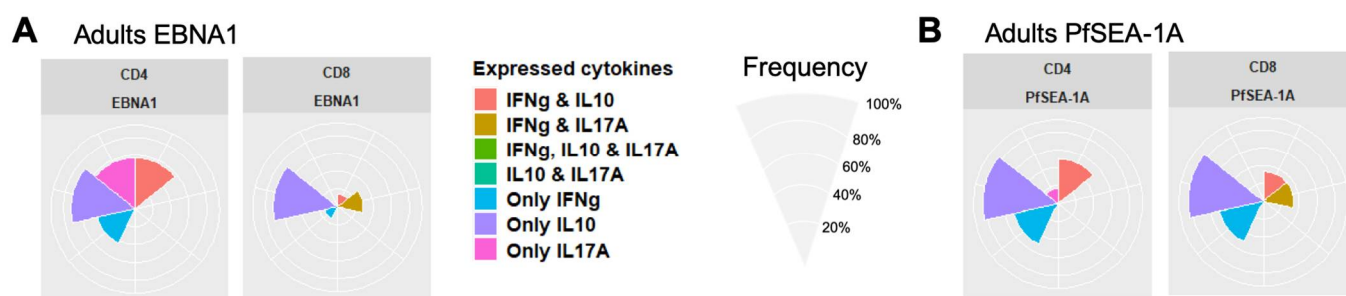 A Adults EBNA1
CD4
EBNA1
CD8
EBNA1
Expressed cytokines
IFNg & IL10
IFNg & IL17A
IFNg, IL10 & IL17A
IL10 & IL17A
Only IFNg
Only IL10
Only IL17A
Frequency
100%
80%
60%
40%
20%
B Adults PfSEA-1A
CD4
PfSEA-1A
CD8
PfSEA-1A